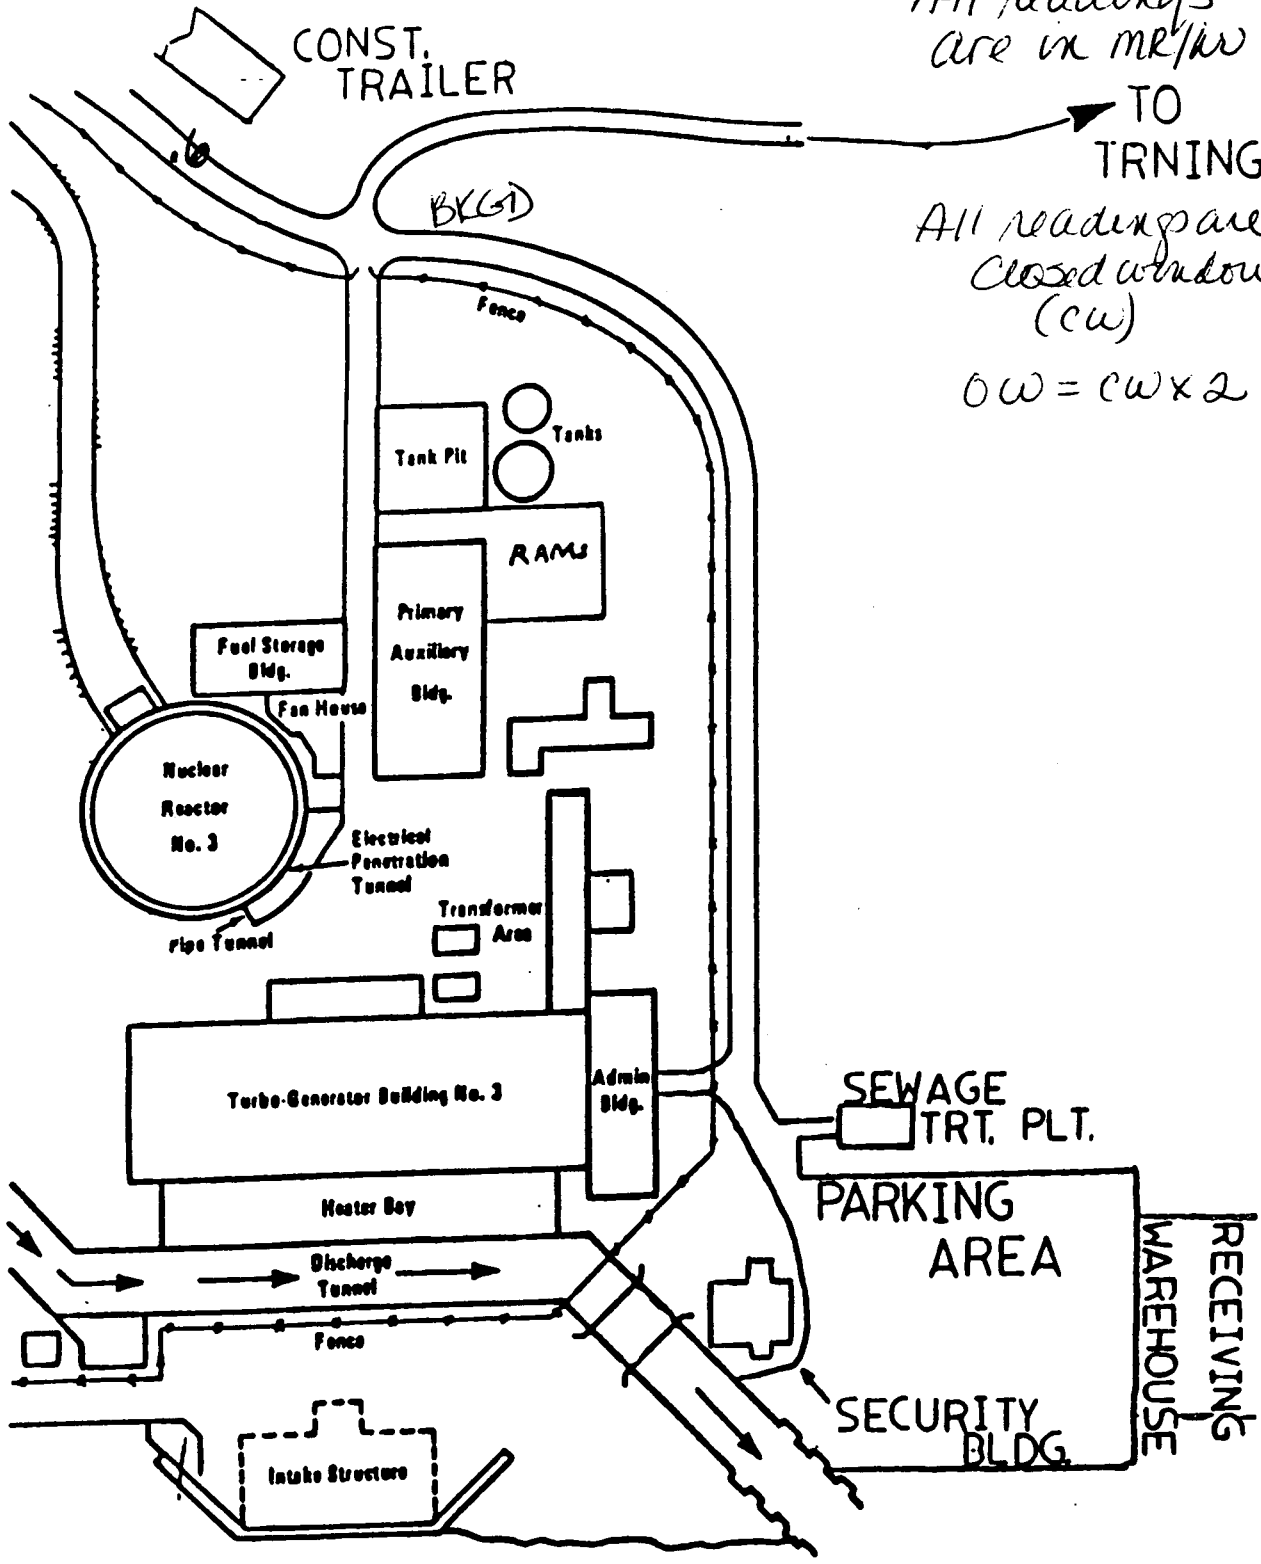 All readings
are in MR/hr
CONST.
TRAILER
TO
TRNING
.6
BKGD
All readings are
Closed window
(CW)
OW = CW x 2
Fence
Tank Pit
Tanks
RAMS
Primary
Auxiliary
Bldg.
Fuel Storage
Bldg.
Fan House
Nuclear
Reactor
No. 3
Electrical
Penetration
Tunnel
Pipe Tunnel
Transformer
Area
Turbo-Generator Building No. 3
Admin
Bldg.
SEWAGE
TRT. PLT.
PARKING
AREA
Heater Bay
Discharge
Tunnel
Fence
RECEIVING
WAREHOUSE
SECURITY
BLDG.
Intake Structure